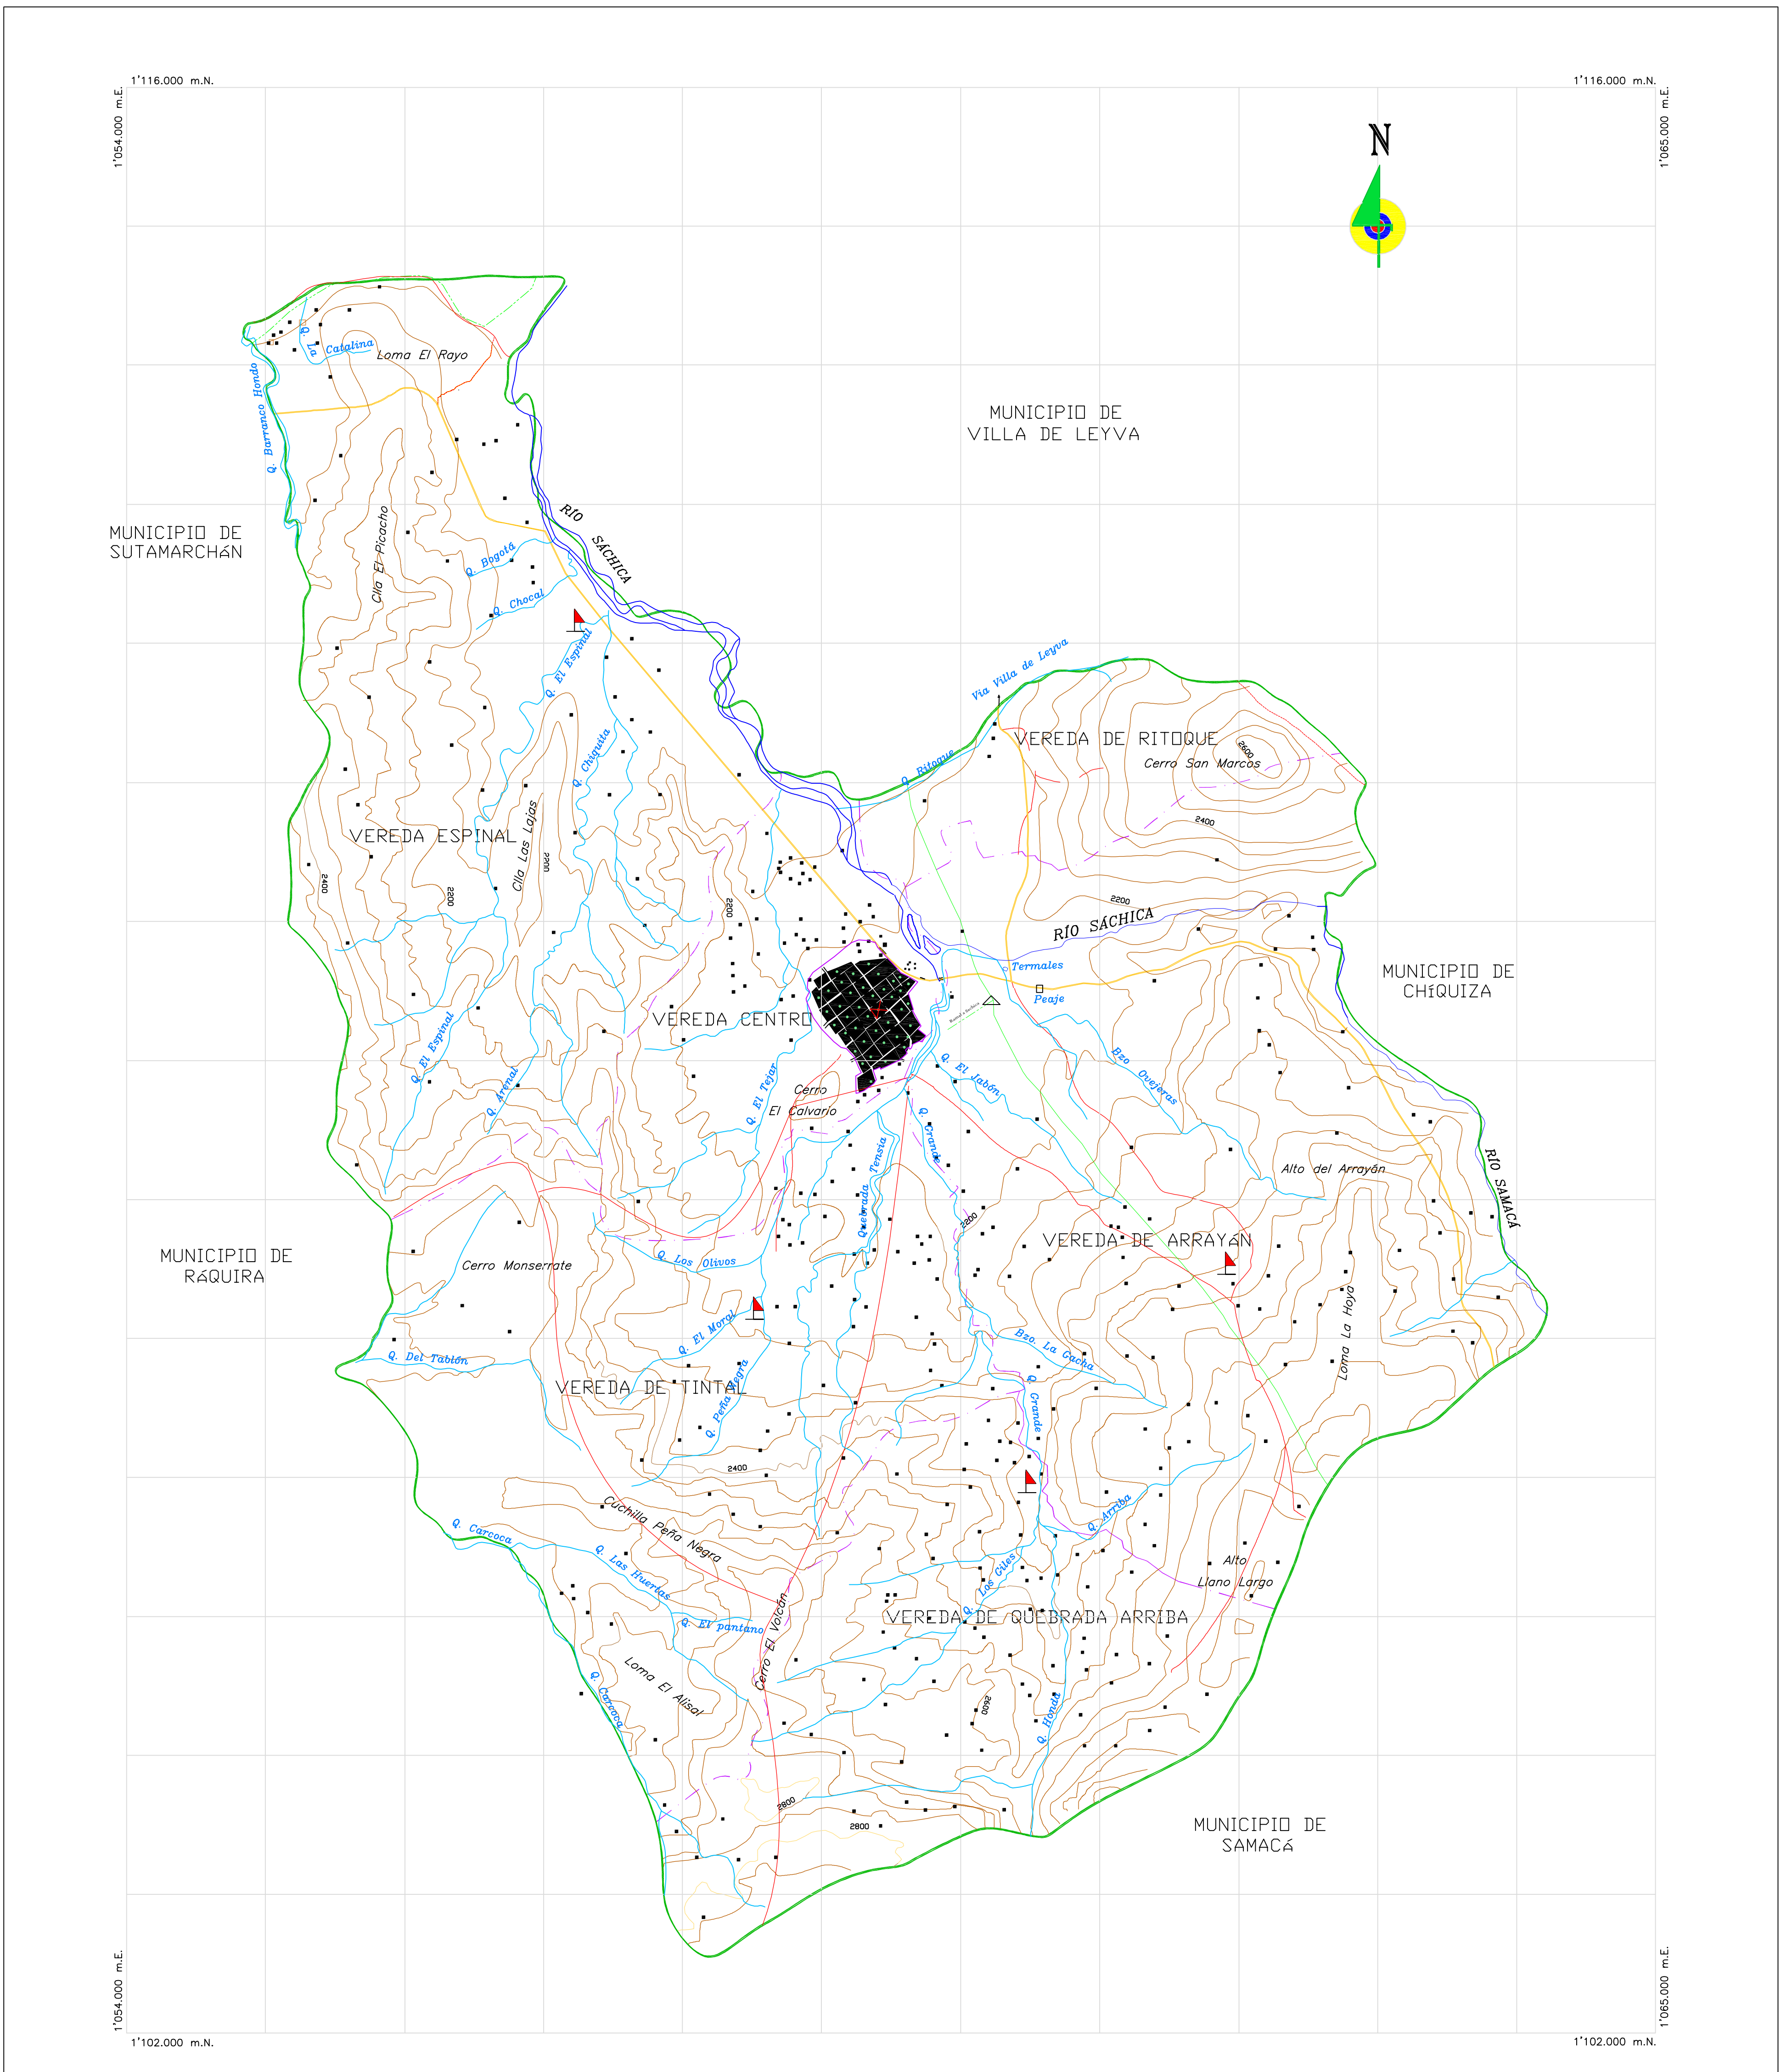 1'116.000 m.N.
1'116.000 m.N.
1'054.000 m.E.
1'065.000 m.E.
N
Q. La Catalina
Loma El Rayo
Q. Barranco Hondo
MUNICIPIO DE
VILLA DE LEYVA
MUNICIPIO DE
SUTAMARCHáN
Clla El Picacho
RÍO
SÁCHICA
Q. Bogotá
Q. Chocal
Q. El Espinal
Via Villa de Leyva
VEREDA DE RITOQUE
2600
Cerro San Marcos
Q. Chiquita
Q. Ritoque
2400
VEREDA ESPINAL
Clla Las Lajas
2200
2400
2200
2200
2200
RÍO SÁCHICA
Termales
Peaje
MUNICIPIO DE
CHíQUIZA
VEREDA CENTRO
Q. El Espinal
Q. Arenal
Q. El Tejar
Cerro
El Calvario
Q. El Jabón
Bzo Ovejeras
Q. Grande
Quebrada Tensia
Alto del Arrayán
RÍO SAMACÁ
2200
VEREDA DE ARRAYáN
MUNICIPIO DE
RáQUIRA
Cerro Monserrate
Q. Los Olivos
Q. El Moral
Loma La Hoya
Q. Del Tablón
Bzo. La Gacha
VEREDA DE TINTAL
Q. Peña Negra
Q. Grande
2400
Cuchilla Peña Negra
Q. Carcoca
Q. Las Huertas
Q. Arriba
Q. Los Giles
Alto
Llano Largo
Q. El pantano
VEREDA DE QUEBRADA ARRIBA
Cerro El Volcán
Loma El Alisal
Q. Carcoca
2600
Q. Honda
2800
2800
MUNICIPIO DE
SAMACá
1'054.000 m.E.
1'065.000 m.E.
1'102.000 m.N.
1'102.000 m.N.